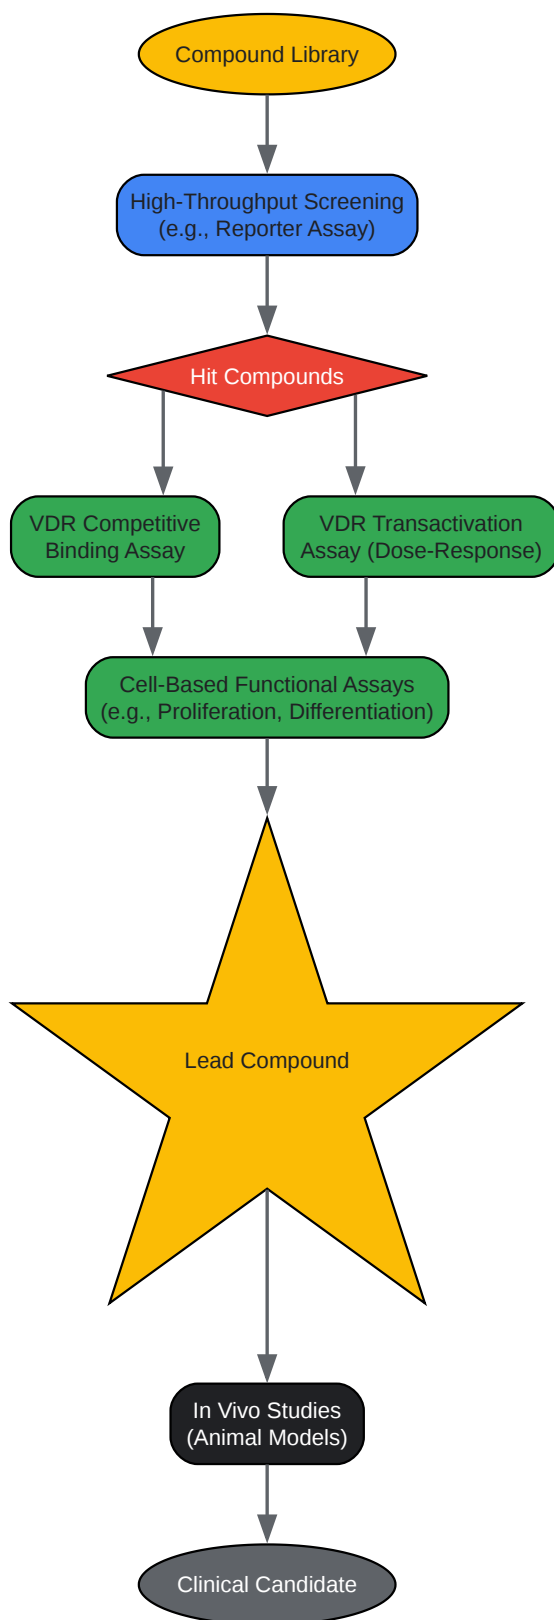 Compound Library
High-Throughput Screening
(e.g., Reporter Assay)
Hit Compounds
VDR Competitive
Binding Assay
VDR Transactivation
Assay (Dose-Response)
Cell-Based Functional Assays
(e.g., Proliferation, Differentiation)
Lead Compound
In Vivo Studies
(Animal Models)
Clinical Candidate